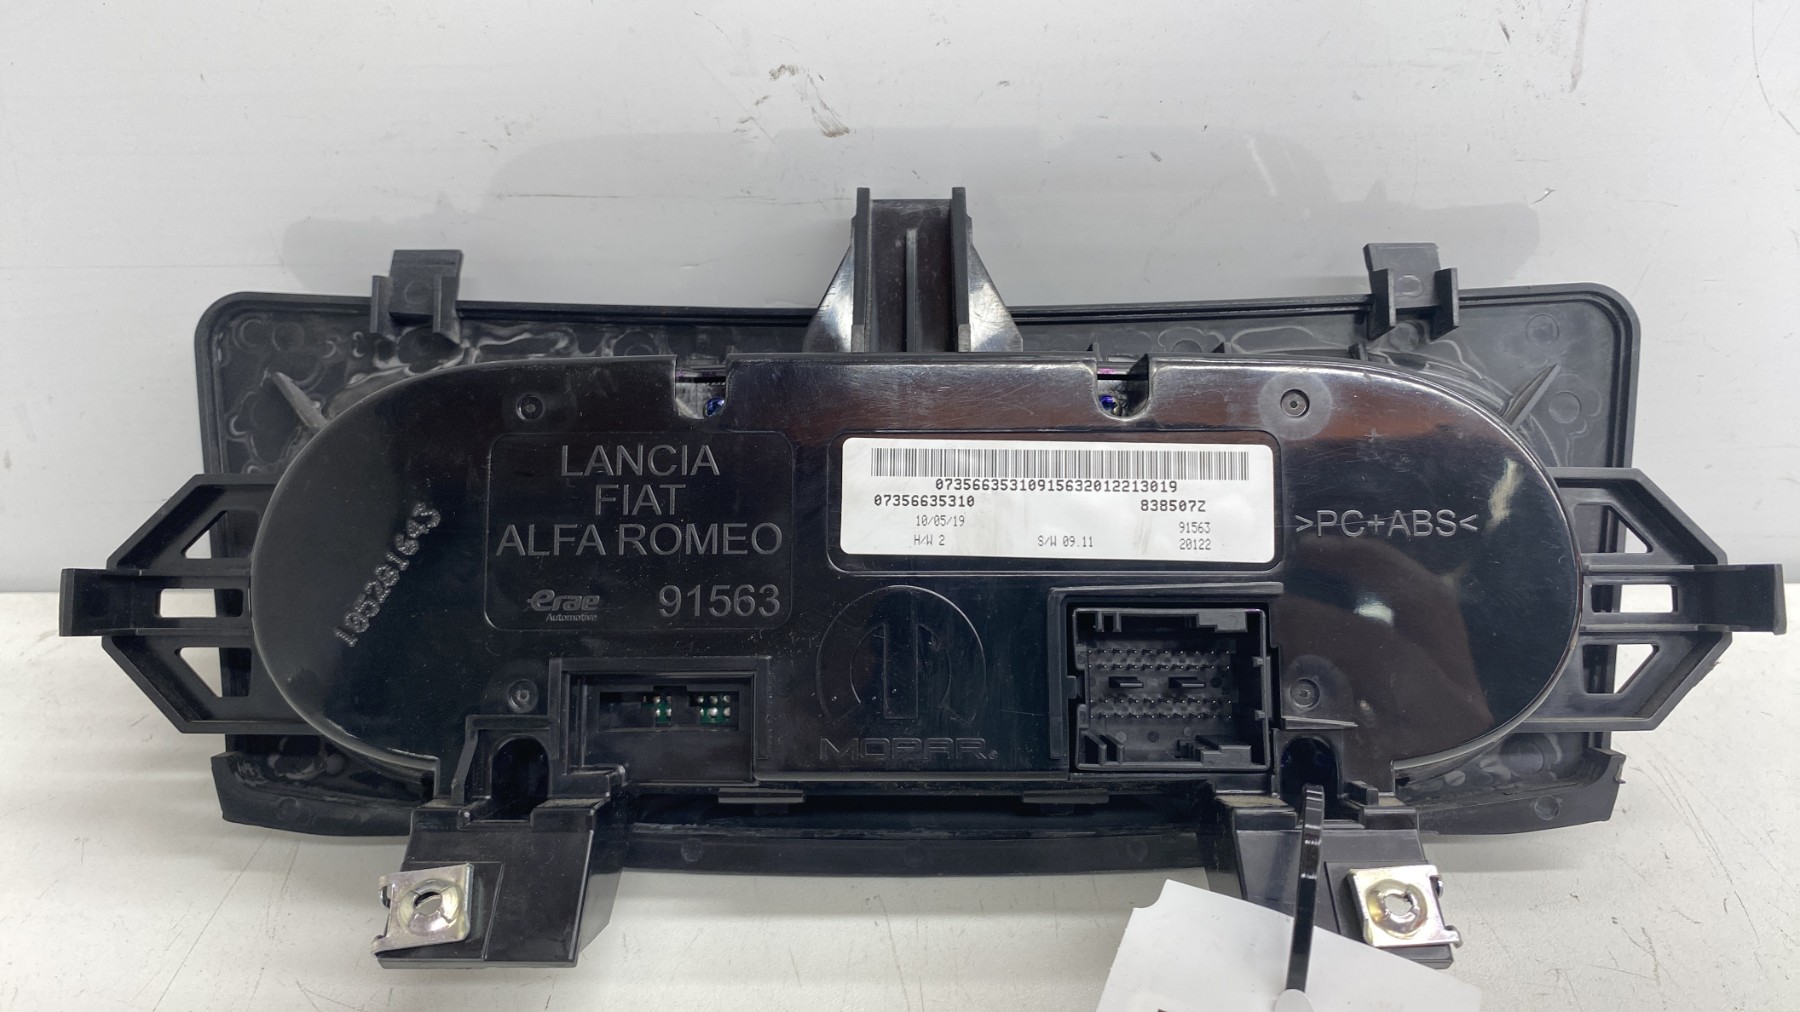 LANCIA
FIAT
ALFA ROMEO
erae
Automotive
91563
07356635310915632012213019
07356635310
838507Z
10/05/19
91563
H/W 2
S/W 09.11
20122
>PC+ABS<
MOPAR®